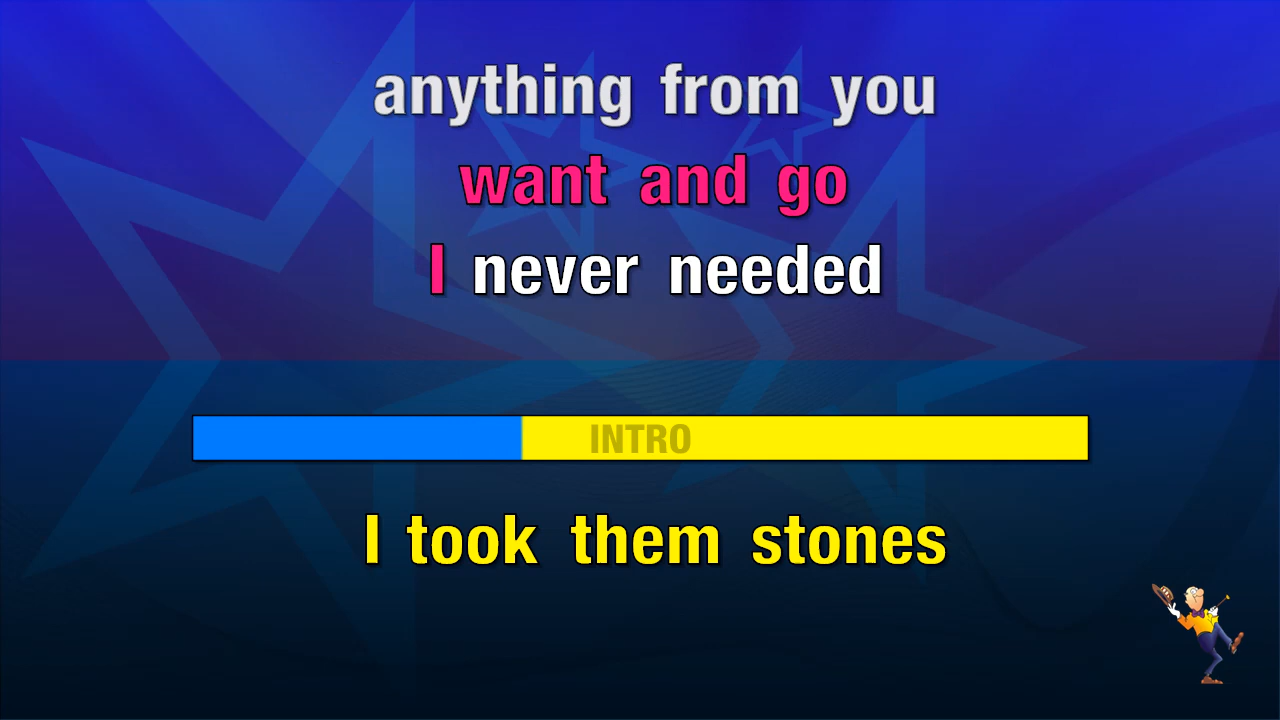 anything from you
want and go
I never needed
INTRO
I took them stones